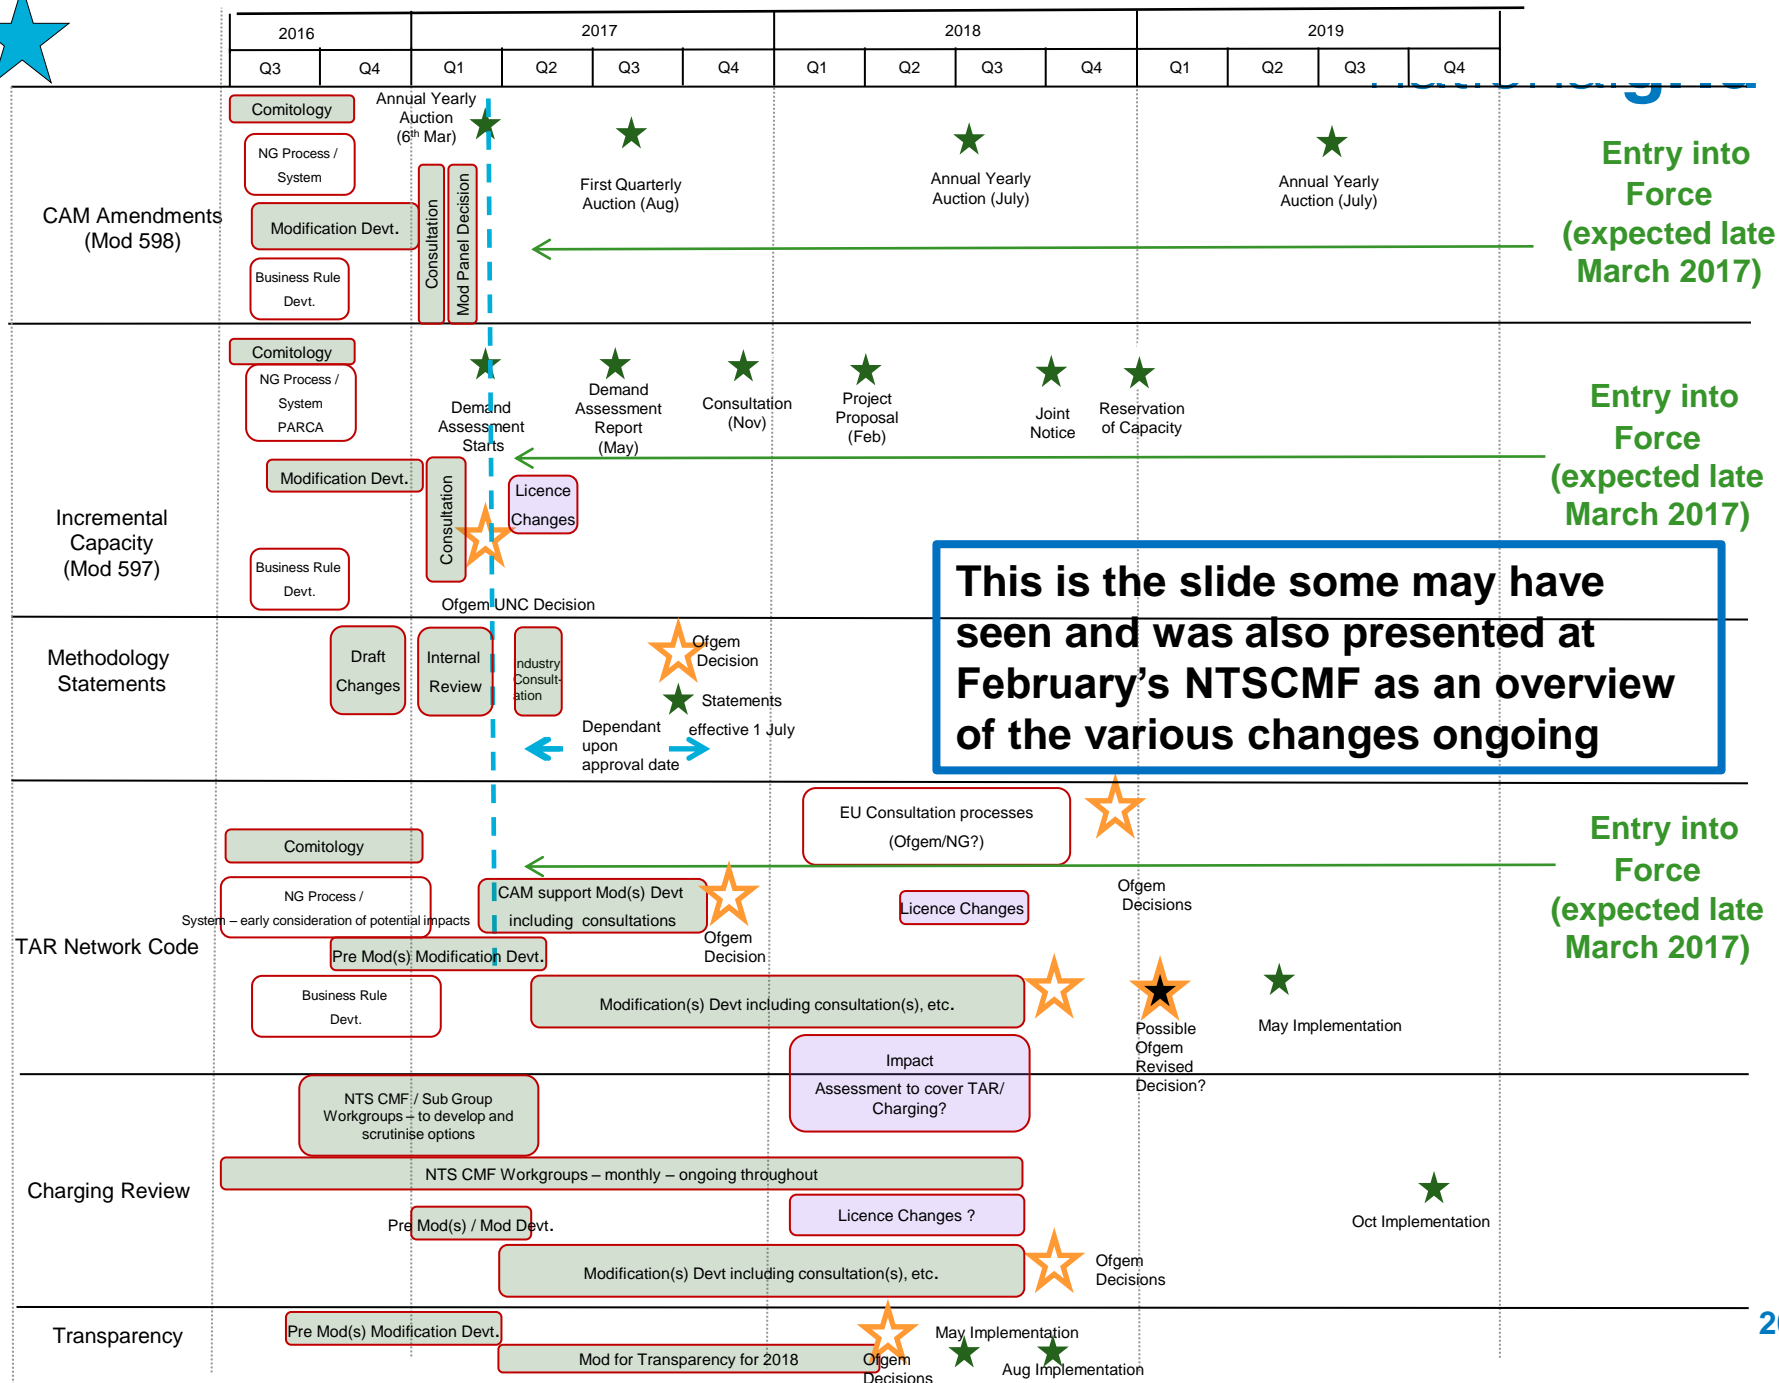 2016
2017
2018
2019
Q3
Q4
Q1
Q2
Q3
Q4
Q1
Q2
Q3
Q4
Q1
Q2
Q3
Q4
CAM Amendments
(Mod 598)
Comitology
NG Process /
System
Modification Devt.
Business Rule
Devt.
Annual Yearly
Auction
(6th Mar)
Consultation
Mod Panel Decision
First Quarterly
Auction (Aug)
Annual Yearly
Auction (July)
Annual Yearly
Auction (July)
Entry into
Force
(expected late
March 2017)
Incremental
Capacity
(Mod 597)
Comitology
NG Process /
System
PARCA
Modification Devt.
Business Rule
Devt.
Consultation
Demand
Assessment
Starts
Demand
Assessment
Report
(May)
Consultation
(Nov)
Project
Proposal
(Feb)
Joint
Notice
Reservation
of Capacity
Licence
Changes
Ofgem UNC Decision
Entry into
Force
(expected late
March 2017)
This is the slide some may have
seen and was also presented at
February's NTSCMF as an overview
of the various changes ongoing
Methodology
Statements
Draft
Changes
Internal
Review
Industry
Consult-
ation
Ofgem
Decision
Statements
effective 1 July
Dependant
upon
approval date
TAR Network Code
Comitology
NG Process /
System – early consideration of potential impacts
Pre Mod(s) Modification Devt.
Business Rule
Devt.
CAM support Mod(s) Devt
including consultations
Ofgem
Decision
Modification(s) Devt including consultation(s), etc.
EU Consultation processes
(Ofgem/NG?)
Licence Changes
Ofgem
Decisions
Possible
Ofgem
Revised
Decision?
May Implementation
Entry into
Force
(expected late
March 2017)
Impact
Assessment to cover TAR/
Charging?
Charging Review
NTS CMF / Sub Group
Workgroups – to develop and
scrutinise options
NTS CMF Workgroups – monthly – ongoing throughout
Pre Mod(s) / Mod Devt.
Licence Changes ?
Modification(s) Devt including consultation(s), etc.
Ofgem
Decisions
Oct Implementation
Transparency
Pre Mod(s) Modification Devt.
Mod for Transparency for 2018
Ofgem
Decisions
May Implementation
Aug Implementation